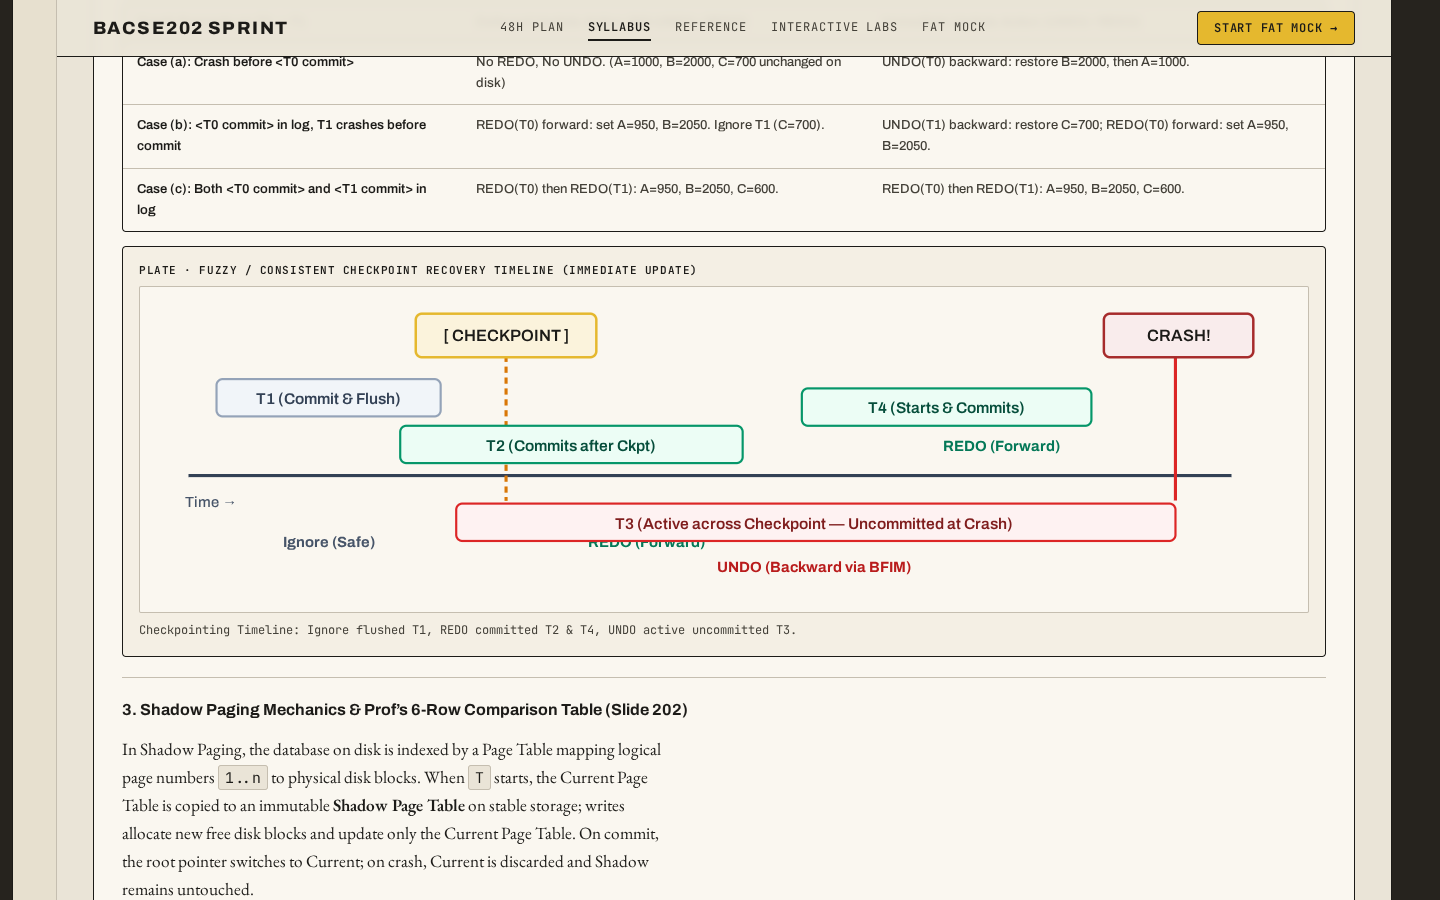 BACSE202 SPRINT
48H PLAN
SYLLABUS
REFERENCE
INTERACTIVE LABS
FAT MOCK
START FAT MOCK →
Case (a): Crash before <T0 commit>
No REDO, No UNDO. (A=1000, B=2000, C=700 unchanged on
disk)
UNDO(T0) backward: restore B=2000, then A=1000.
Case (b): <T0 commit> in log, T1 crashes before
commit
REDO(T0) forward: set A=950, B=2050. Ignore T1 (C=700).
UNDO(T1) backward: restore C=700; REDO(T0) forward: set A=950,
B=2050.
Case (c): Both <T0 commit> and <T1 commit> in
log
REDO(T0) then REDO(T1): A=950, B=2050, C=600.
REDO(T0) then REDO(T1): A=950, B=2050, C=600.
PLATE · FUZZY / CONSISTENT CHECKPOINT RECOVERY TIMELINE (IMMEDIATE UPDATE)
[ CHECKPOINT ]
CRASH!
T1 (Commit & Flush)
T4 (Starts & Commits)
T2 (Commits after Ckpt)
REDO (Forward)
Time →
T3 (Active across Checkpoint — Uncommitted at Crash)
Ignore (Safe)
REDO (Forward)
UNDO (Backward via BFIM)
Checkpointing Timeline: Ignore flushed T1, REDO committed T2 & T4, UNDO active uncommitted T3.
3. Shadow Paging Mechanics & Prof's 6-Row Comparison Table (Slide 202)
In Shadow Paging, the database on disk is indexed by a Page Table mapping logical
page numbers 1..n to physical disk blocks. When T starts, the Current Page
Table is copied to an immutable Shadow Page Table on stable storage; writes
allocate new free disk blocks and update only the Current Page Table. On commit,
the root pointer switches to Current; on crash, Current is discarded and Shadow
remains untouched.